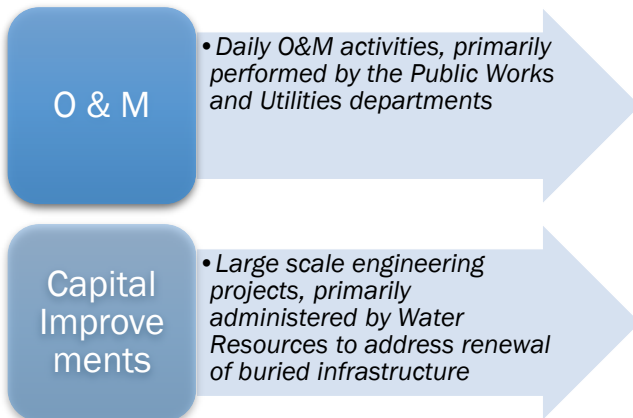 O & M
• Daily O&M activities, primarily
performed by the Public Works
and Utilities departments
Capital
Improve
ments
• Large scale engineering
projects, primarily
administered by Water
Resources to address renewal
of buried infrastructure